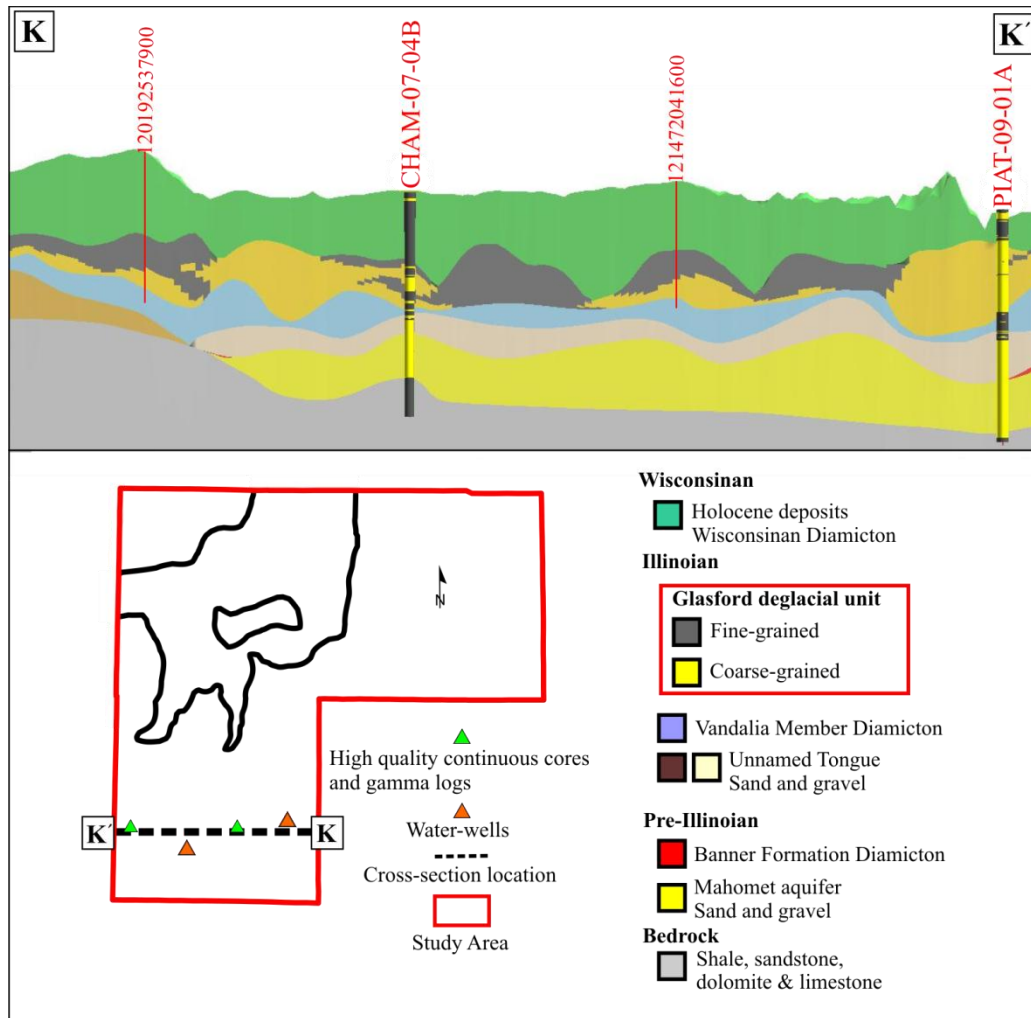 K
120192537900
CHAM-07-04B
121472041600
PIAT-09-01A
K´
Wisconsinan
Holocene deposits
Wisconsinan Diamicton
Illinoian
Glasford deglacial unit
Fine-grained
Coarse-grained
Vandalia Member Diamicton
Unnamed Tongue
Sand and gravel
Pre-Illinoian
Banner Formation Diamicton
Mahomet aquifer
Sand and gravel
Bedrock
Shale, sandstone,
dolomite & limestone
N
High quality continuous cores
and gamma logs
Water-wells
Cross-section location
Study Area
K´
K